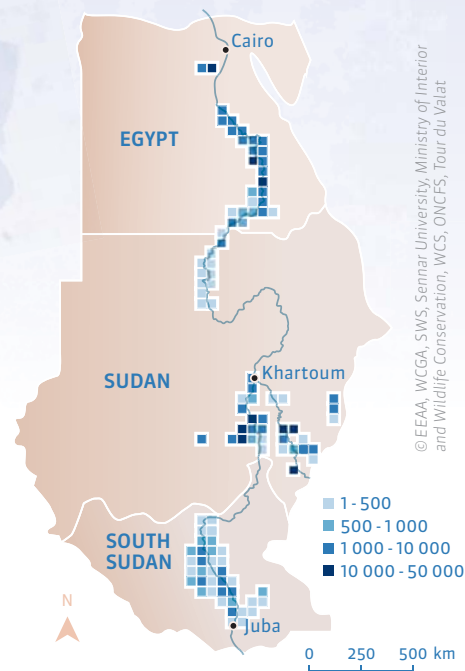 Cairo
EGYPT
SUDAN
Khartoum
SOUTH
SUDAN
Juba
N
1 - 500
500 - 1 000
1 000 - 10 000
10 000 - 50 000
0 250 500 km
© EEAA, WCGA, SWS, Sennar University, Ministry of Interior
and Wildlife Conservation, WCS, ONCFS, Tour du Valat